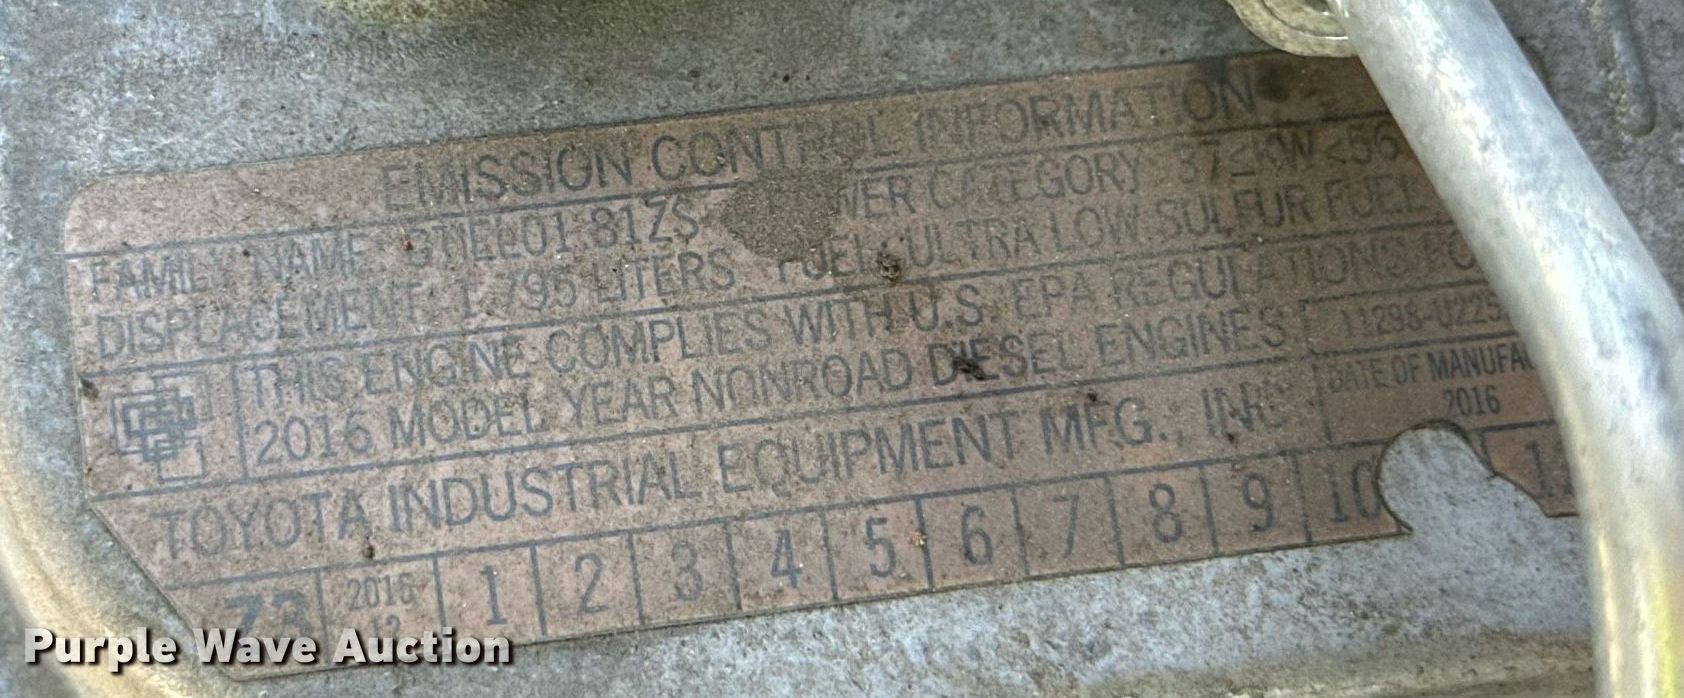 EMISSION CONTROL INFORMATION
FAMILY NAME GTIEL01.81ZS POWER CATEGORY 37≤KW<56
DISPLACEMENT 1.795 LITERS FUEL: ULTRA LOW SULFUR FUEL
THIS ENGINE COMPLIES WITH U.S. EPA REGULATIONS
2016 MODEL YEAR NONROAD DIESEL ENGINES
11298-U225
DATE OF MANUFAC
2016
TOYOTA INDUSTRIAL EQUIPMENT MFG., INC
Z3 2016 12 1 2 3 4 5 6 7 8 9 10
Purple Wave Auction